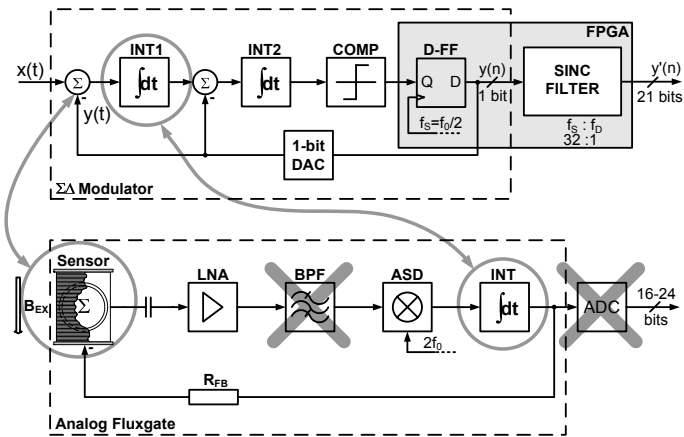 FPGA
INT1
INT2
COMP
D-FF
x(t)
Σ
∫dt
Σ
∫dt
Q D
y(n)
1 bit
SINC
FILTER
y'(n)
21 bits
-
-
y(t)
fS=f0/2
fS : fD
32 :1
1-bit
DAC
ΣΔ Modulator
Sensor
LNA
BPF
ASD
INT
BEX
Σ
∫dt
ADC
16-24
bits
-
2f0
RFB
Analog Fluxgate